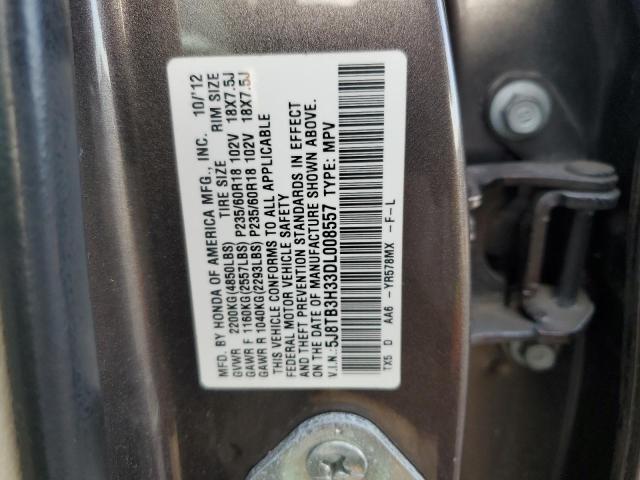 MFD. BY HONDA OF AMERICA MFG., INC. 10/'12
TIRE SIZE RIM SIZE
GVWR 2200KG(4850LBS)
GAWR F 1160KG(2557LBS) P235/60R18 102V 18X7.5J
GAWR R 1040KG(2293LBS) P235/60R18 102V 18X7.5J
THIS VEHICLE CONFORMS TO ALL APPLICABLE
FEDERAL MOTOR VEHICLE SAFETY
AND THEFT PREVENTION STANDARDS IN EFFECT
ON THE DATE OF MANUFACTURE SHOWN ABOVE.
V.I.N.: 5J8TB3H33DL008557 TYPE: MPV
TX5 D AA6 -YR578MX -F-L